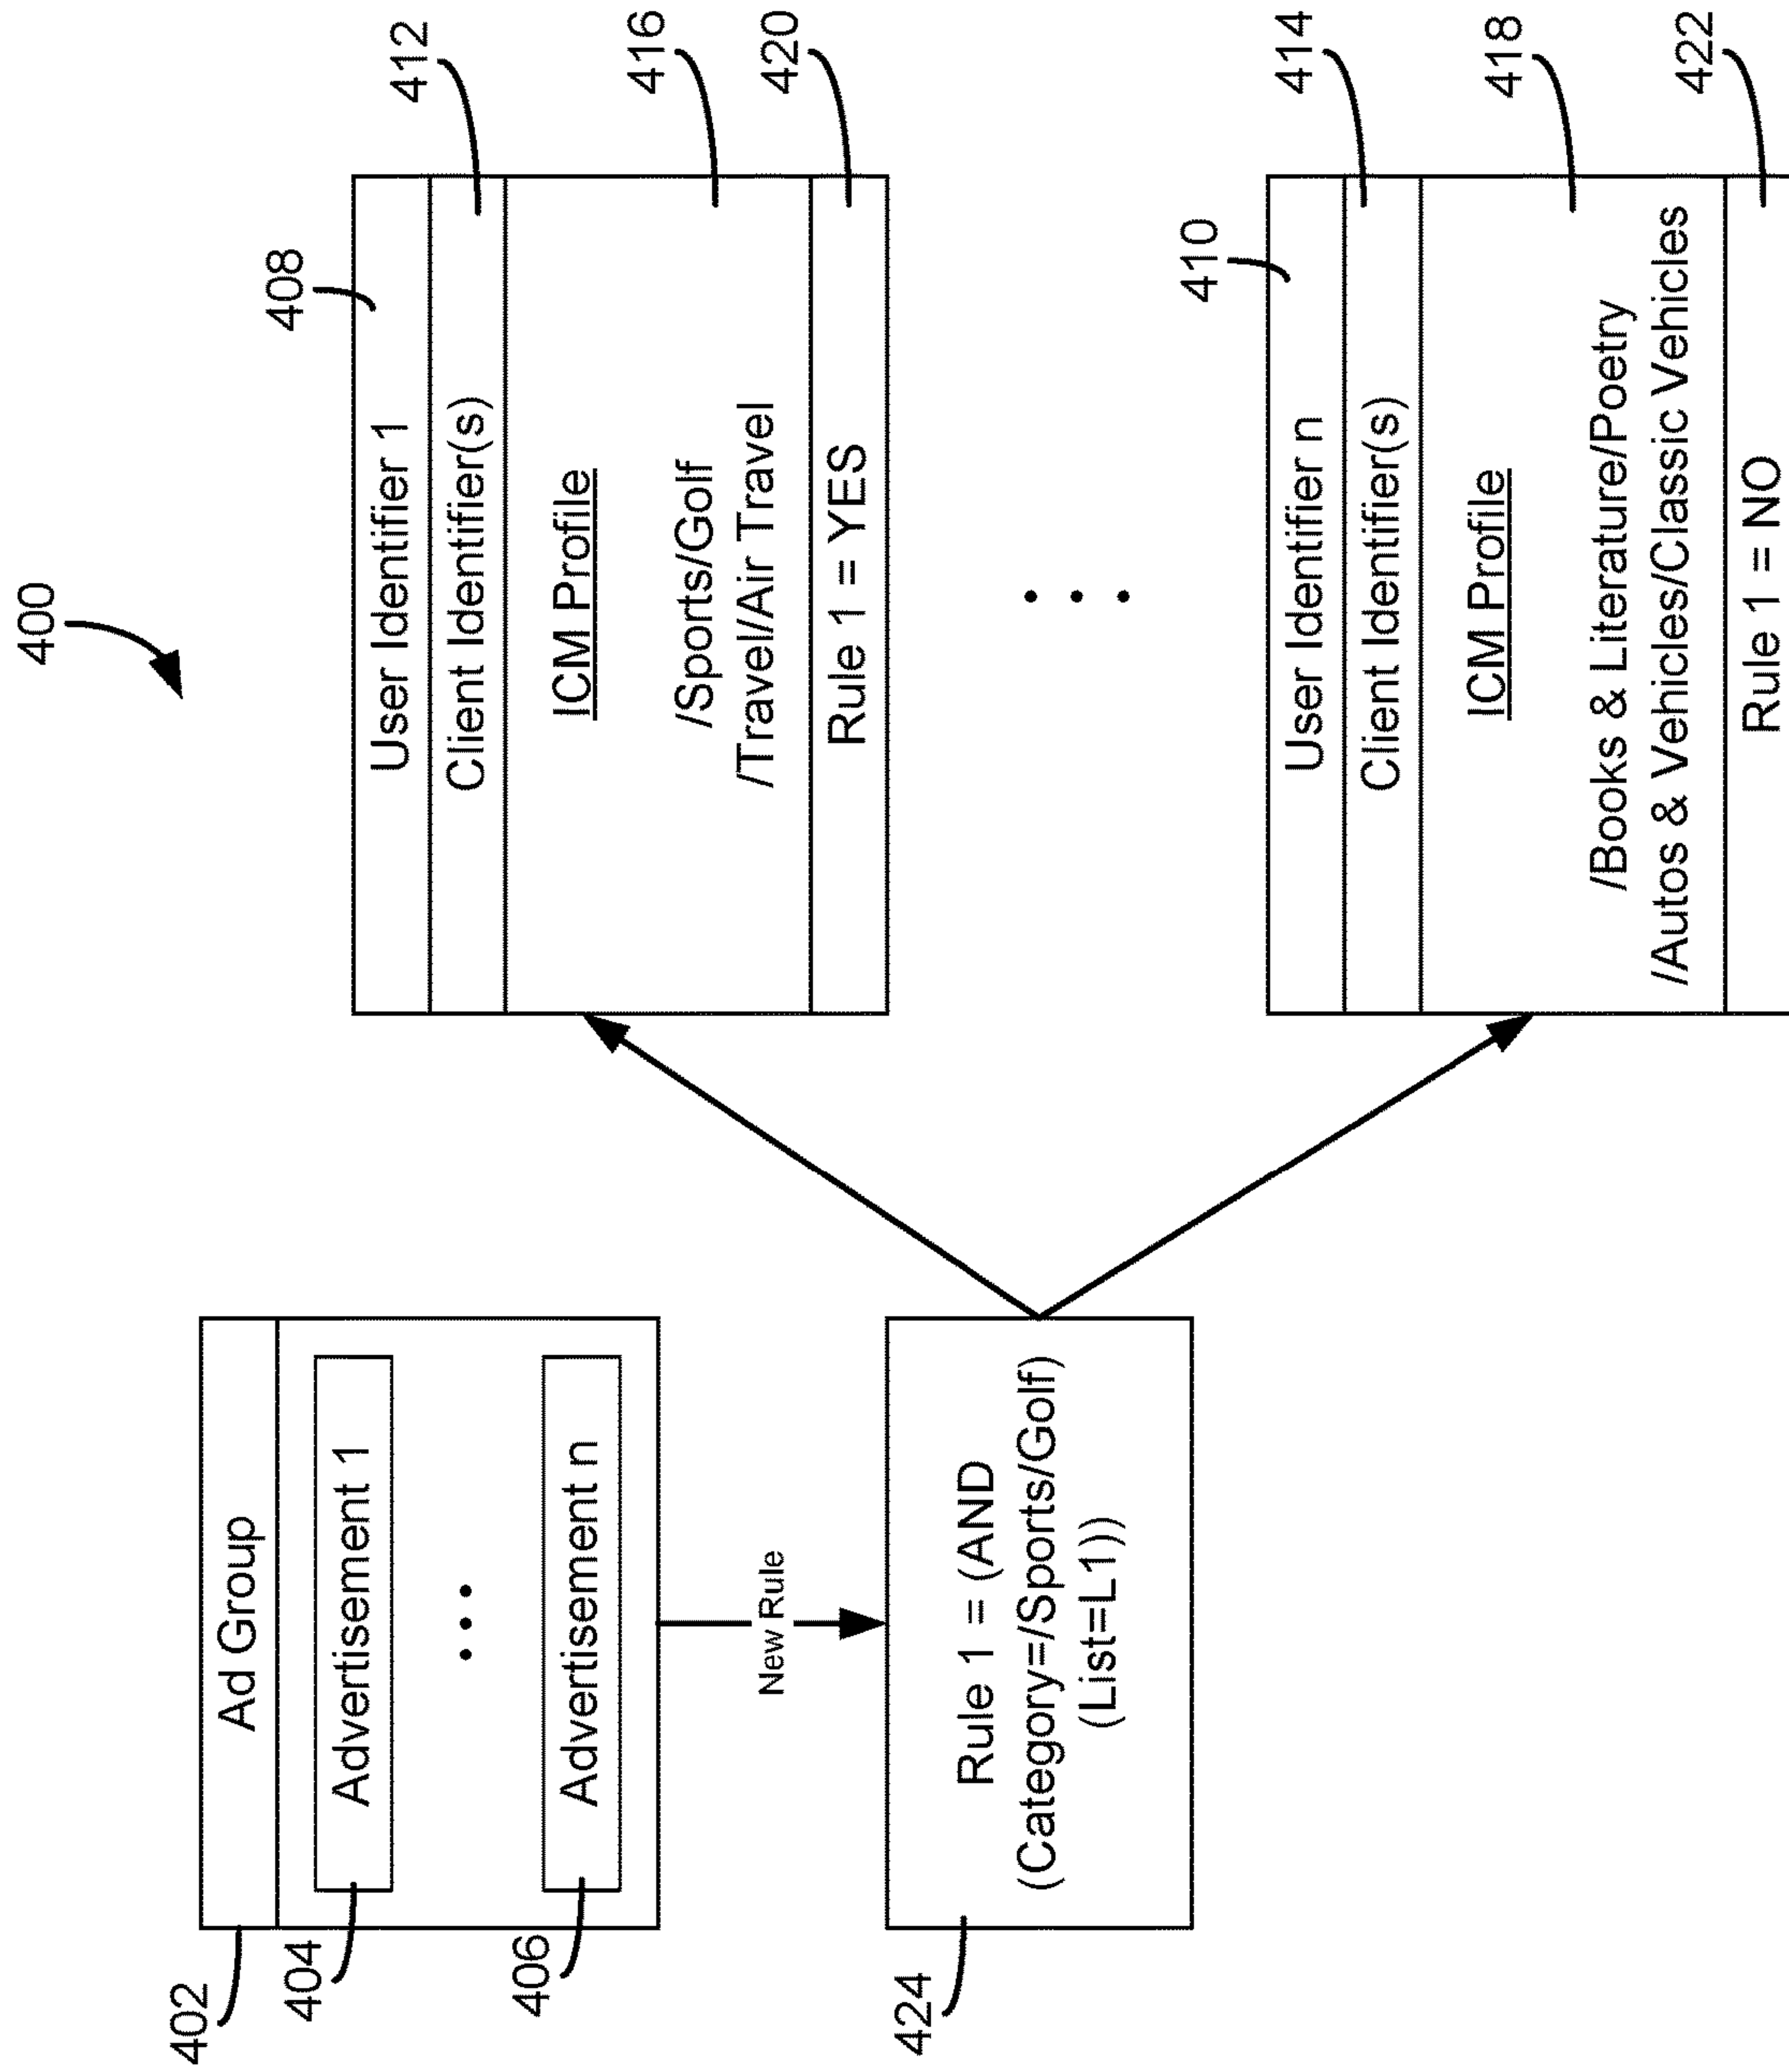 400
402
Ad Group
404
Advertisement 1
406
Advertisement n
New Rule
424
Rule 1 = (AND
(Category=/Sports/Golf)
(List=L1))
408
User Identifier 1
412
Client Identifier(s)
416
ICM Profile
/Sports/Golf
/Travel/Air Travel
420
Rule 1 = YES
410
User Identifier n
414
Client Identifier(s)
418
ICM Profile
/Books & Literature/Poetry
/Autos & Vehicles/Classic Vehicles
422
Rule 1 = NO